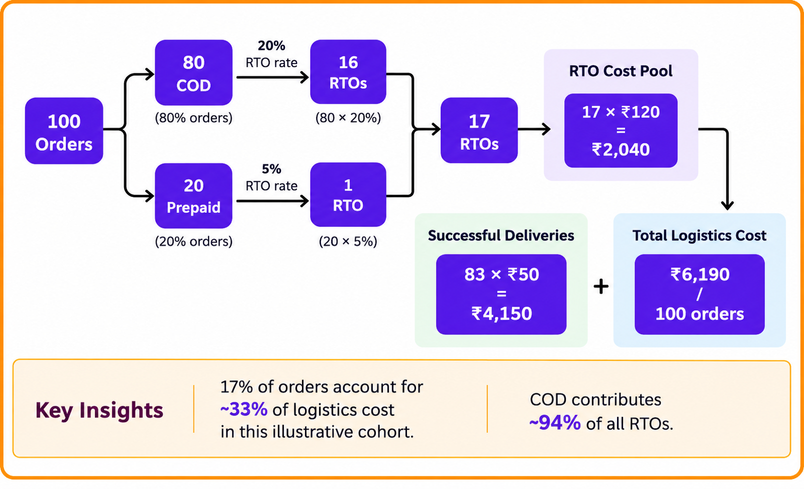 100
Orders
80
COD
(80% orders)
20%
RTO rate
16
RTOs
(80 × 20%)
20
Prepaid
(20% orders)
5%
RTO rate
1
RTO
(20 × 5%)
17
RTOs
RTO Cost Pool
17 × ₹120
=
₹2,040
Successful Deliveries
83 × ₹50
=
₹4,150
+
Total Logistics Cost
₹6,190
/
100 orders
Key Insights
17% of orders account for
~33% of logistics cost
in this illustrative cohort.
COD contributes
~94% of all RTOs.